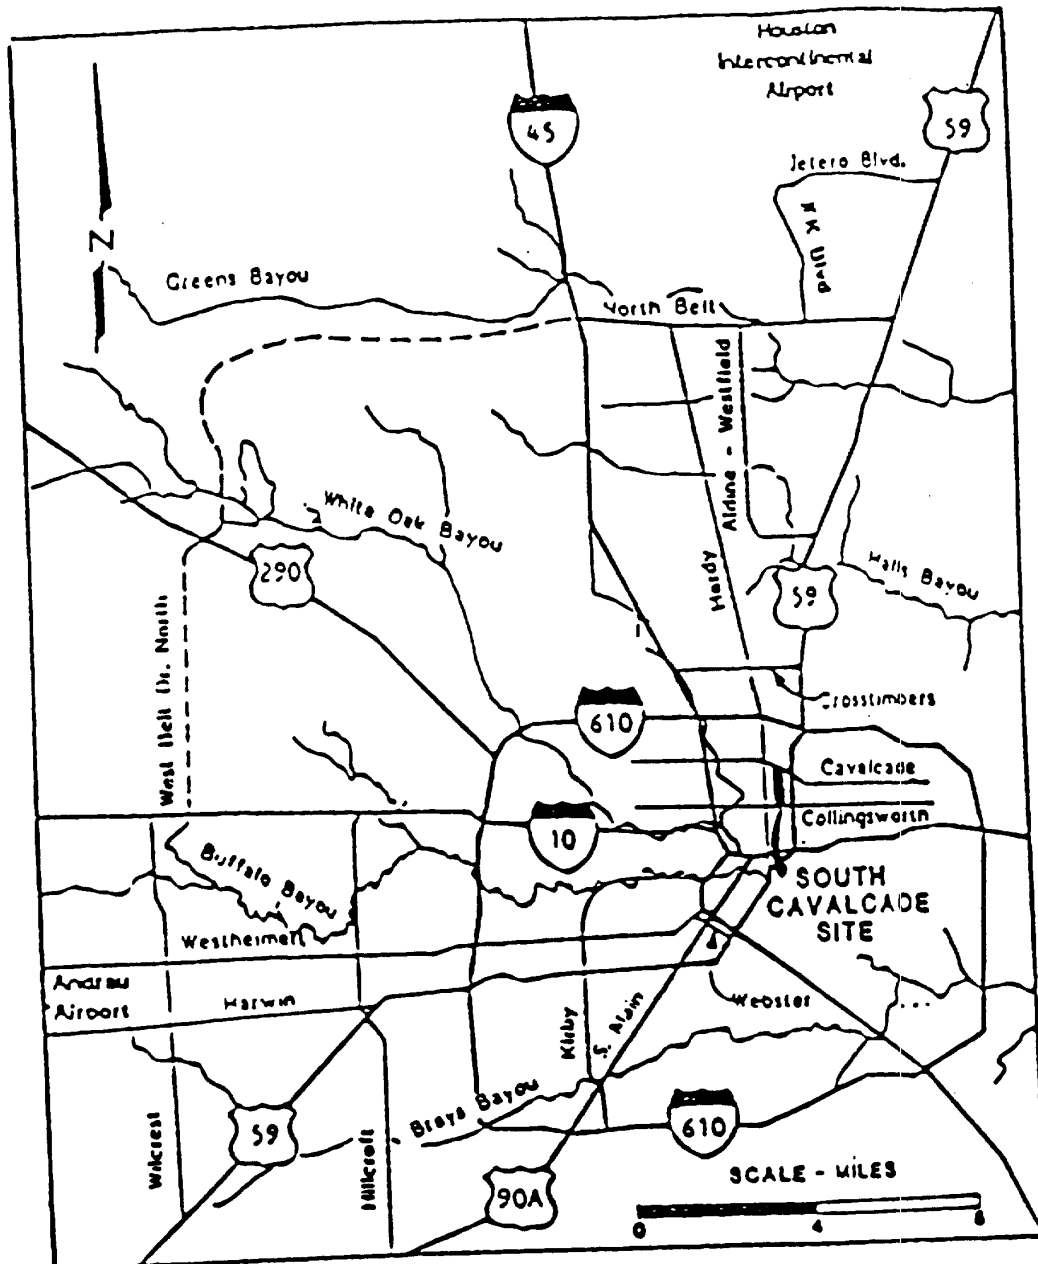 Houston
Intercontinental
Airport
45
59
Jetero Blvd.
J F K Blvd
N
Greens Bayou
North Belt
Aldine - Westfield
White Oak Bayou
290
Hardy
59
Halls Bayou
West Belt Dr. North
Crosstimbers
610
Cavalcade
Collingsworth
10
Buffalo Bayou
SOUTH
CAVALCADE
SITE
Westheimer
Andrau
Airport
Harwin
Webster
Kirby
S. Main
Brays Bayou
59
Wilcrest
Hillcroft
610
90A
SCALE - MILES
0 4 8